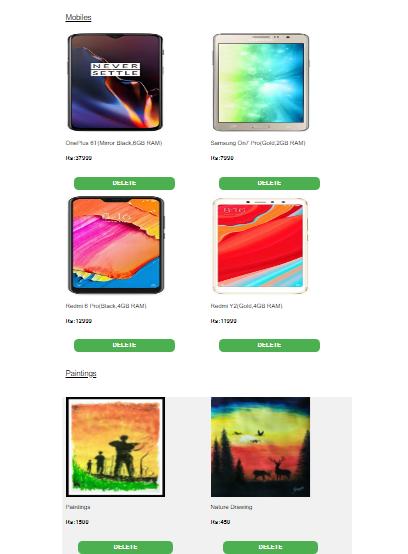 Mobiles
NEVER
SETTLE
OnePlus 6T(Mirror Black,6GB RAM)
Samsung On7 Pro(Gold,2GB RAM)
Rs:37999
Rs:7990
DELETE
DELETE
Redmi 6 Pro(Black,4GB RAM)
Redmi Y2(Gold,4GB RAM)
Rs:12999
Rs:11999
DELETE
DELETE
Paintings
Paintings
Nature Drawing
Rs:1500
Rs:450
DELETE
DELETE